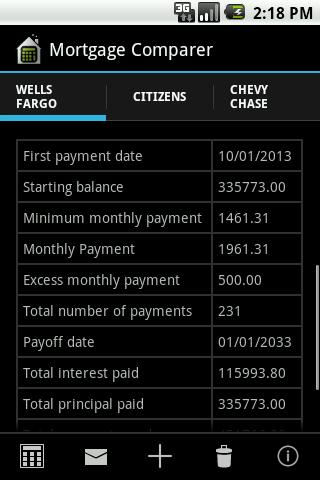 3G
2:18 PM
Mortgage Comparer
WELLS
FARGO
CITIZENS
CHEVY
CHASE
First payment date 10/01/2013
Starting balance 335773.00
Minimum monthly payment 1461.31
Monthly Payment 1961.31
Excess monthly payment 500.00
Total number of payments 231
Payoff date 01/01/2033
Total interest paid 115993.80
Total principal paid 335773.00